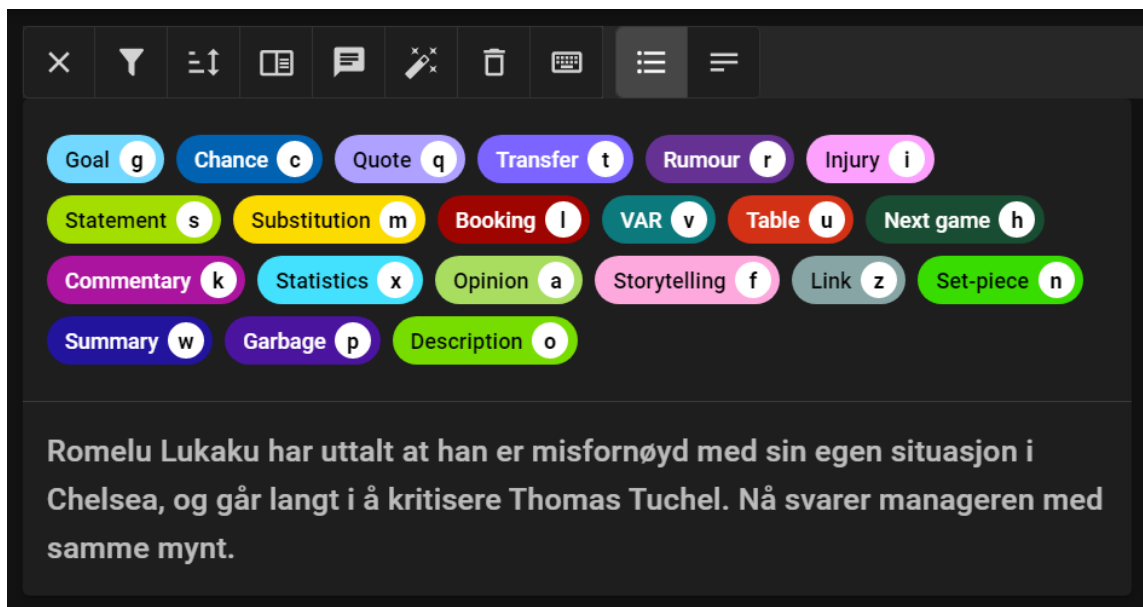 Goal g Chance c Quote q Transfer t Rumour r Injury i
Statement s Substitution m Booking l VAR v Table u Next game h
Commentary k Statistics x Opinion a Storytelling f Link z Set-piece n
Summary w Garbage p Description o
Romelu Lukaku har uttalt at han er misfornøyd med sin egen situasjon i
Chelsea, og går langt i å kritisere Thomas Tuchel. Nå svarer manageren med
samme mynt.